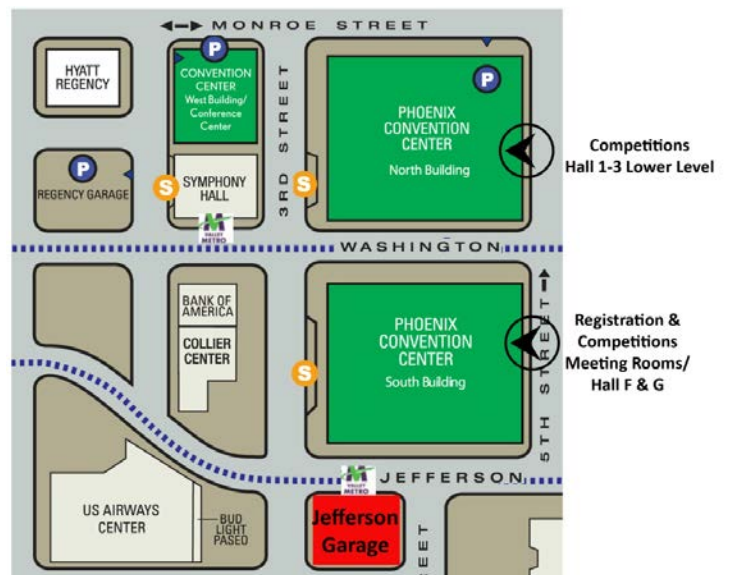 MONROE STREET
HYATT
REGENCY
P
CONVENTION
CENTER
West Building/
Conference
Center
3RD STREET
P
PHOENIX
CONVENTION
CENTER
North Building
Competitions
Hall 1-3 Lower Level
P
REGENCY GARAGE
S
SYMPHONY
HALL
S
M
VALLEY
METRO
WASHINGTON
BANK OF
AMERICA
COLLIER
CENTER
S
PHOENIX
CONVENTION
CENTER
South Building
5TH STREET
Registration &
Competitions
Meeting Rooms/
Hall F & G
M
VALLEY
METRO
JEFFERSON
US AIRWAYS
CENTER
BUD
LIGHT
PASEO
Jefferson
Garage
REET